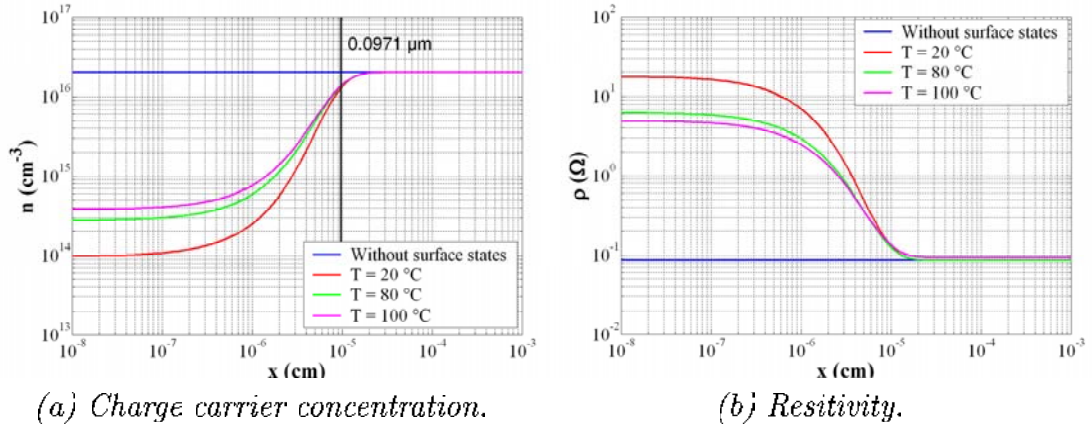 10^17
10^16
10^15
10^14
10^13
n (cm^-3)
0.0971 µm
Without surface states
T = 20 °C
T = 80 °C
T = 100 °C
10^-8
10^-7
10^-6
10^-5
10^-4
10^-3
x (cm)
(a) Charge carrier concentration.
10^2
10^1
10^0
10^-1
10^-2
ρ (Ω)
Without surface states
T = 20 °C
T = 80 °C
T = 100 °C
10^-8
10^-7
10^-6
10^-5
10^-4
10^-3
x (cm)
(b) Resitivity.